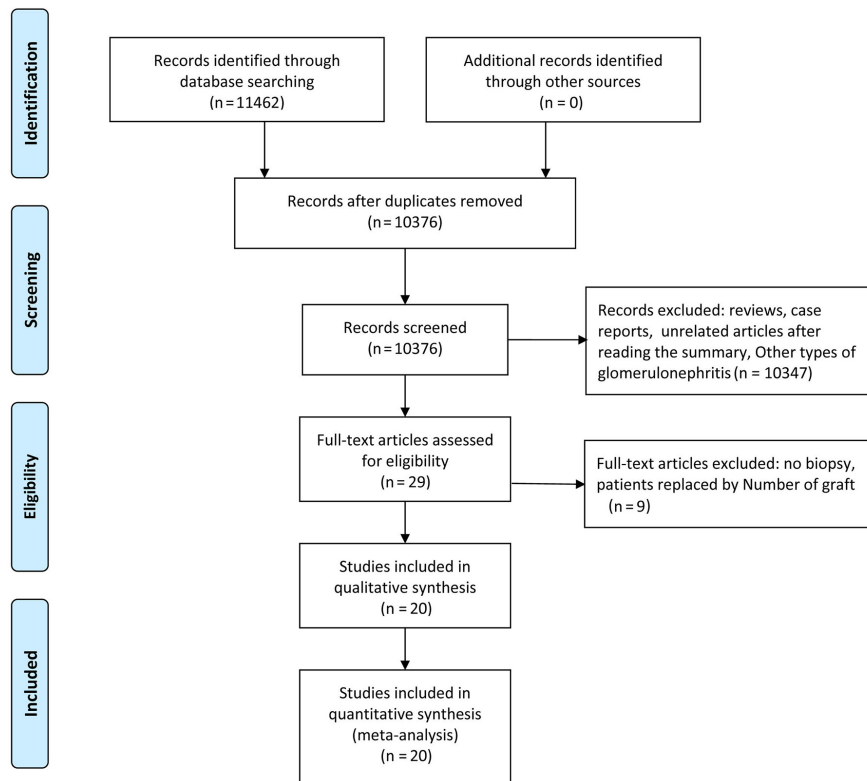 Identification
Records identified through
database searching
(n = 11462)
Additional records identified
through other sources
(n = 0)
Records after duplicates removed
(n = 10376)
Screening
Records screened
(n = 10376)
Records excluded: reviews, case
reports, unrelated articles after
reading the summary, Other types of
glomerulonephritis (n = 10347)
Eligibility
Full-text articles assessed
for eligibility
(n = 29)
Full-text articles excluded: no biopsy,
patients replaced by Number of graft
(n = 9)
Studies included in
qualitative synthesis
(n = 20)
Included
Studies included in
quantitative synthesis
(meta-analysis)
(n = 20)